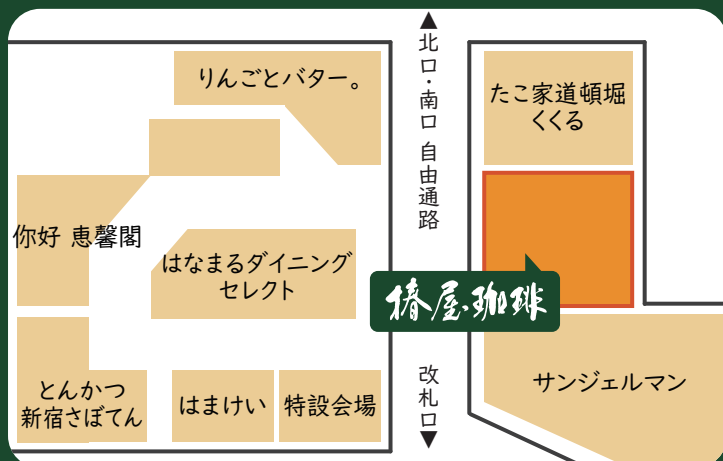 ▲
北口・南口 自由通路
りんごとバター。
たこ家道頓堀
くくる
你好 恵馨閣
はなまるダイニング
セレクト
椿屋珈琲
とんかつ
新宿さぼてん
はまけい
特設会場
改札口
▼
サンジェルマン